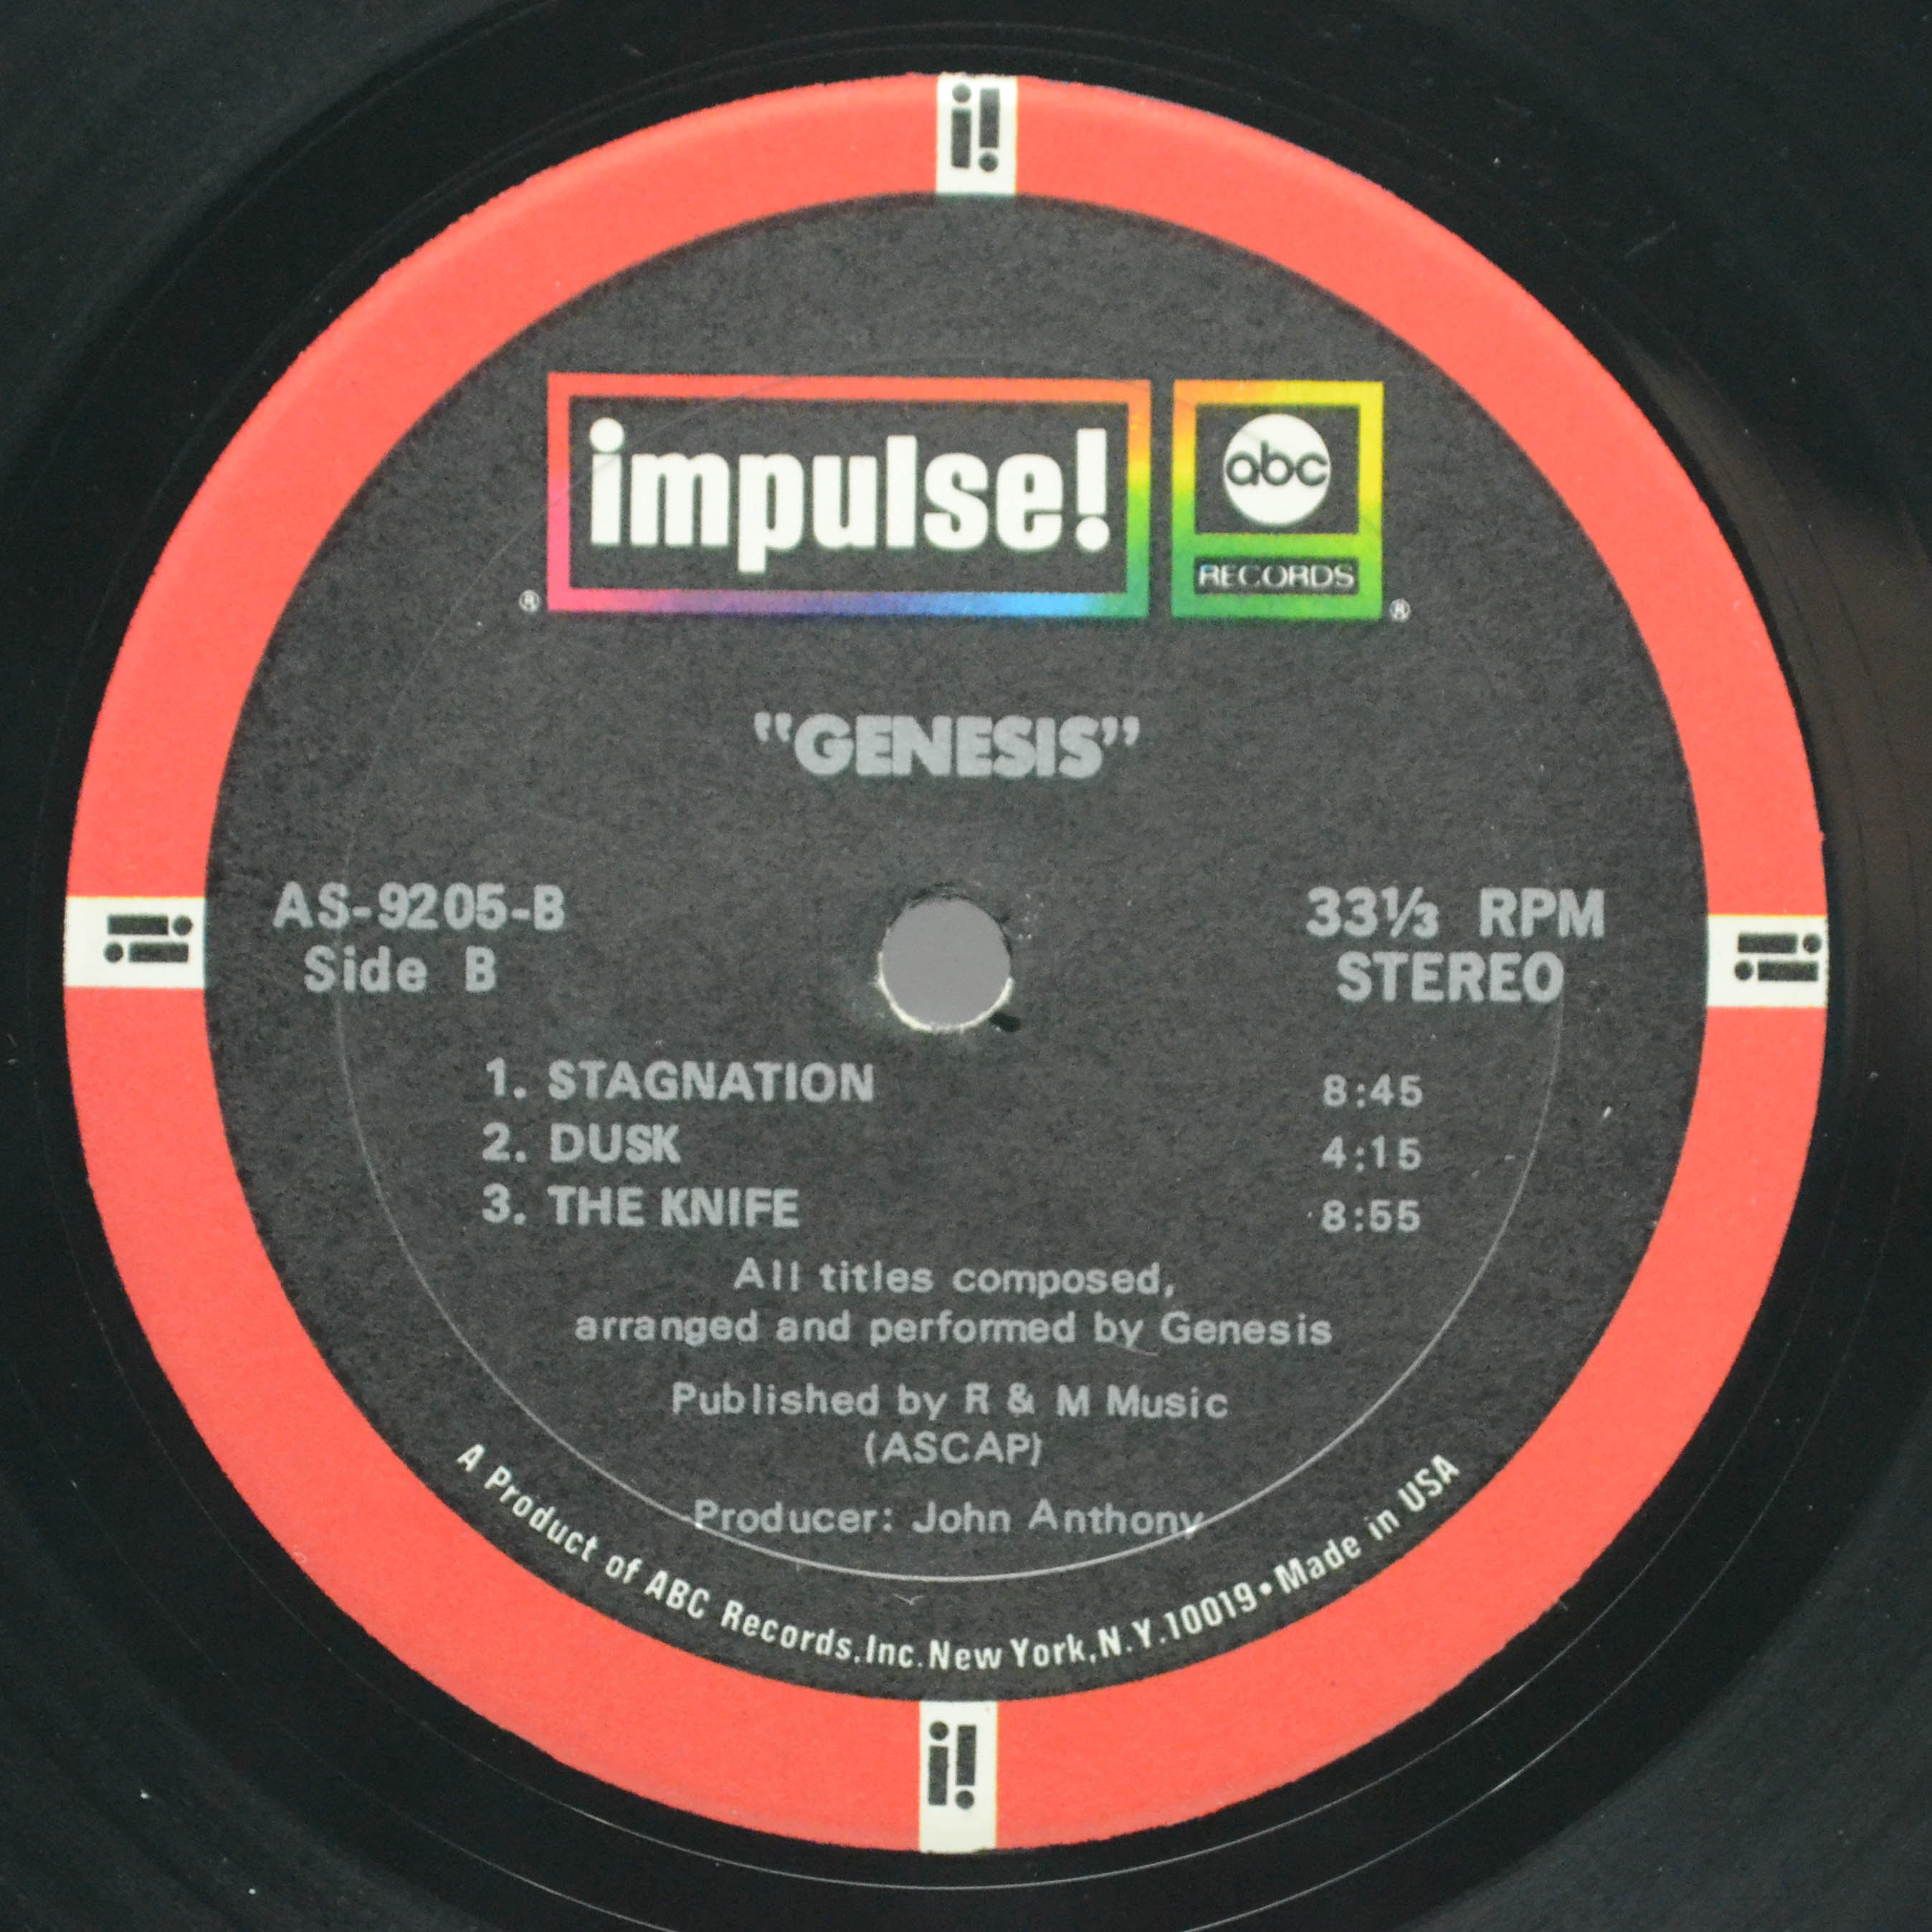 i!
impulse!
abc
RECORDS
® ®
"GENESIS"
AS-9205-B
Side B
33⅓ RPM
STEREO
1. STAGNATION 8:45
2. DUSK 4:15
3. THE KNIFE 8:55
All titles composed,
arranged and performed by Genesis
Published by R & M Music
(ASCAP)
Producer: John Anthony
A Product of ABC Records, Inc. New York, N.Y. 10019 • Made in USA
i!
i!
i!